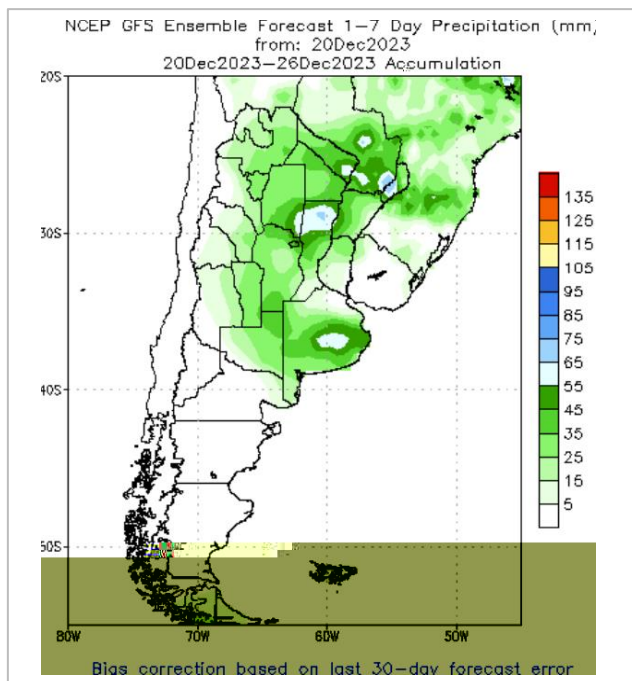 NCEP GFS Ensemble Forecast 1-7 Day Precipitation (mm)
from: 20Dec2023
20Dec2023-26Dec2023 Accumulation
20S
30S
40S
50S
80W
70W
60W
50W
135
125
115
105
95
85
75
65
55
45
35
25
15
5
Bias correction based on last 30-day forecast error